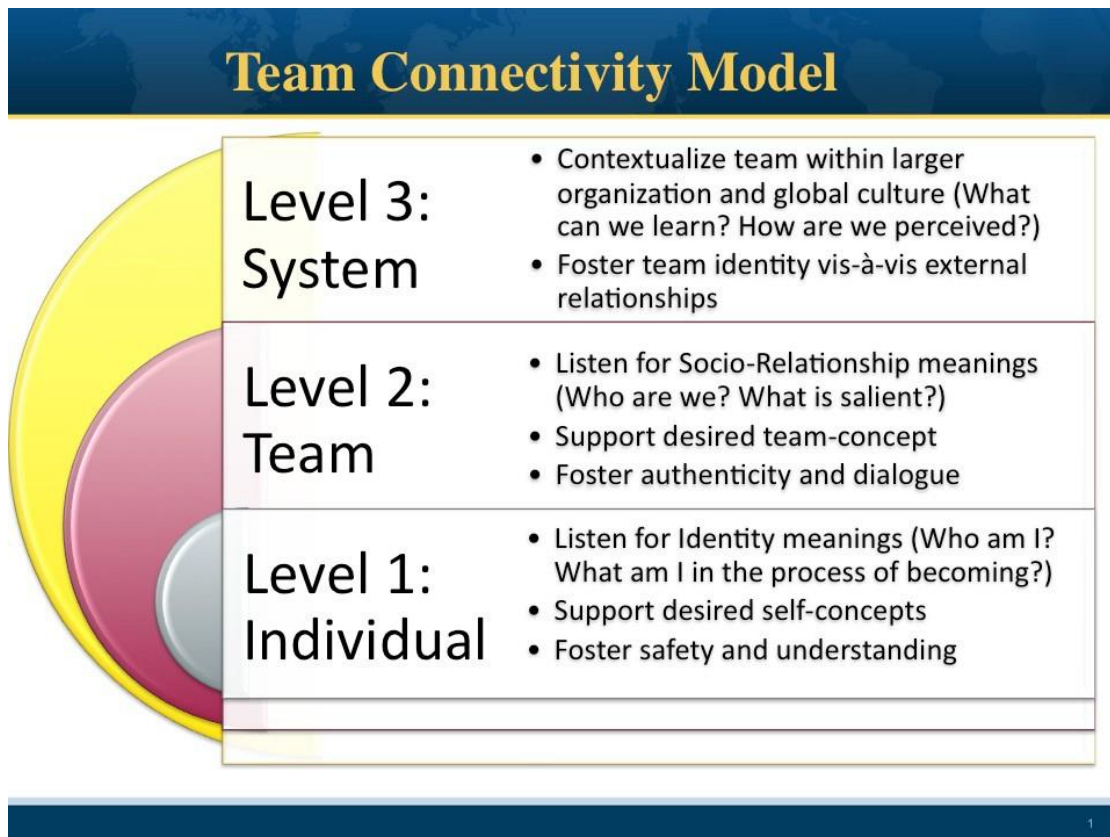 Team Connectivity Model
Level 3:
System
• Contextualize team within larger
organization and global culture (What
can we learn? How are we perceived?)
• Foster team identity vis-à-vis external
relationships
Level 2:
Team
• Listen for Socio-Relationship meanings
(Who are we? What is salient?)
• Support desired team-concept
• Foster authenticity and dialogue
Level 1:
Individual
• Listen for Identity meanings (Who am I?
What am I in the process of becoming?)
• Support desired self-concepts
• Foster safety and understanding
1